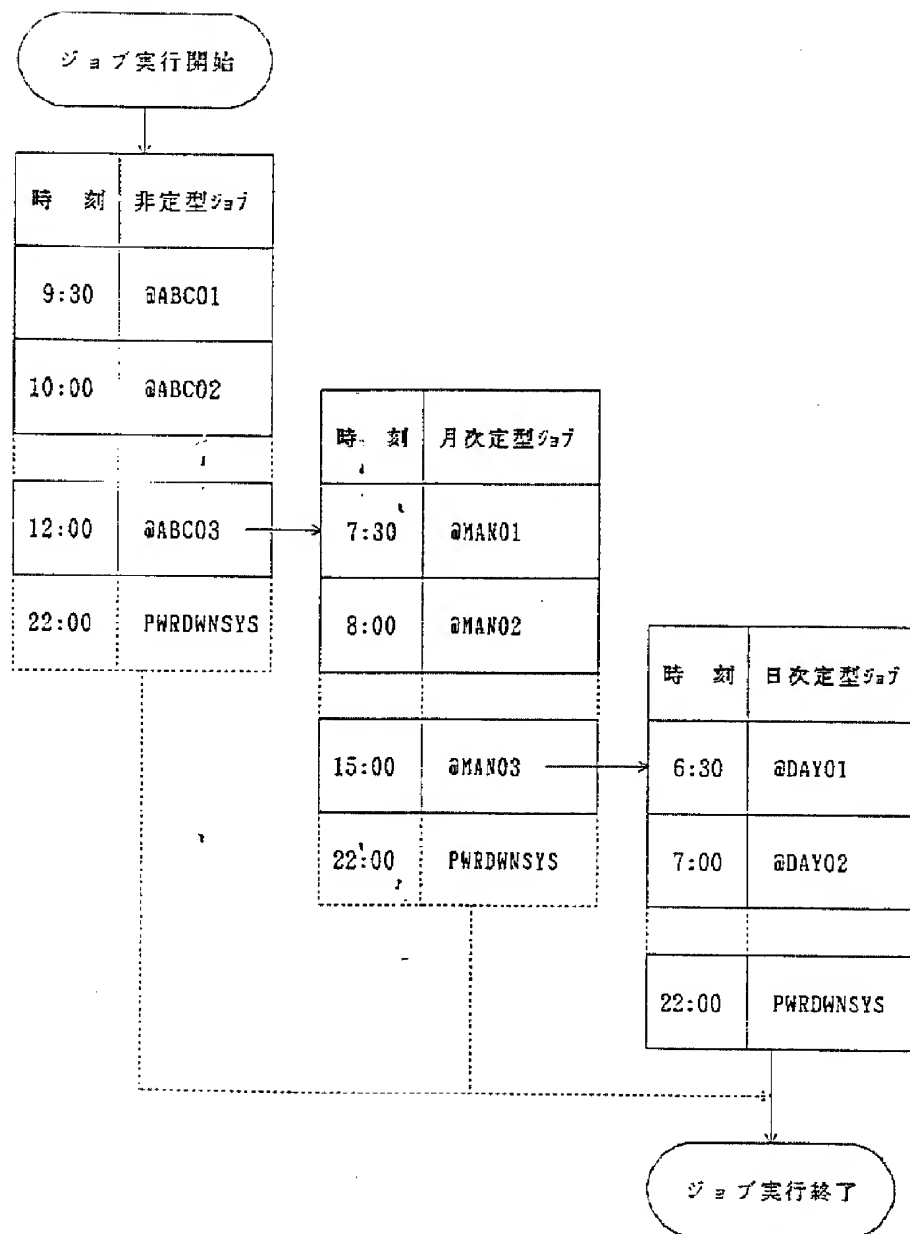 ジョブ実行開始
時 刻 非定型ジョブ
9:30 @ABC01
10:00 @ABC02
12:00 @ABC03
22:00 PWRDWNSYS
時 刻 月次定型ジョブ
7:30 @MAN01
8:00 @MAN02
15:00 @MAN03
22:00 PWRDWNSYS
時 刻 日次定型ジョブ
6:30 @DAY01
7:00 @DAY02
22:00 PWRDWNSYS
ジョブ実行終了